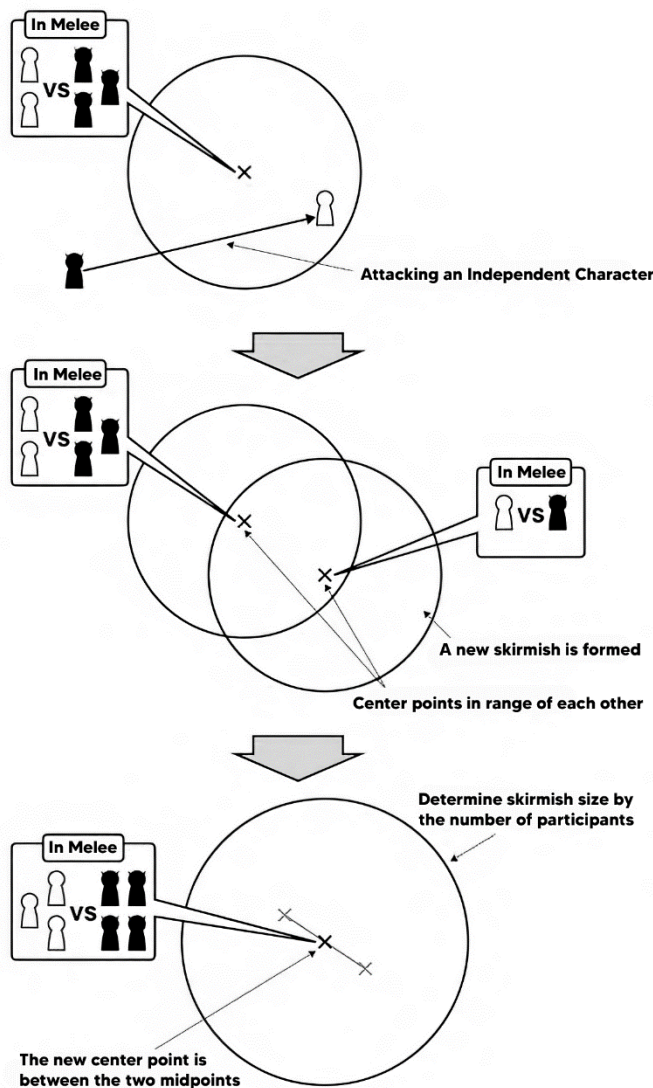 In Melee
VS
Attacking an Independent Character
In Melee
VS
In Melee
VS
A new skirmish is formed
Center points in range of each other
Determine skirmish size by
the number of participants
In Melee
VS
The new center point is
between the two midpoints